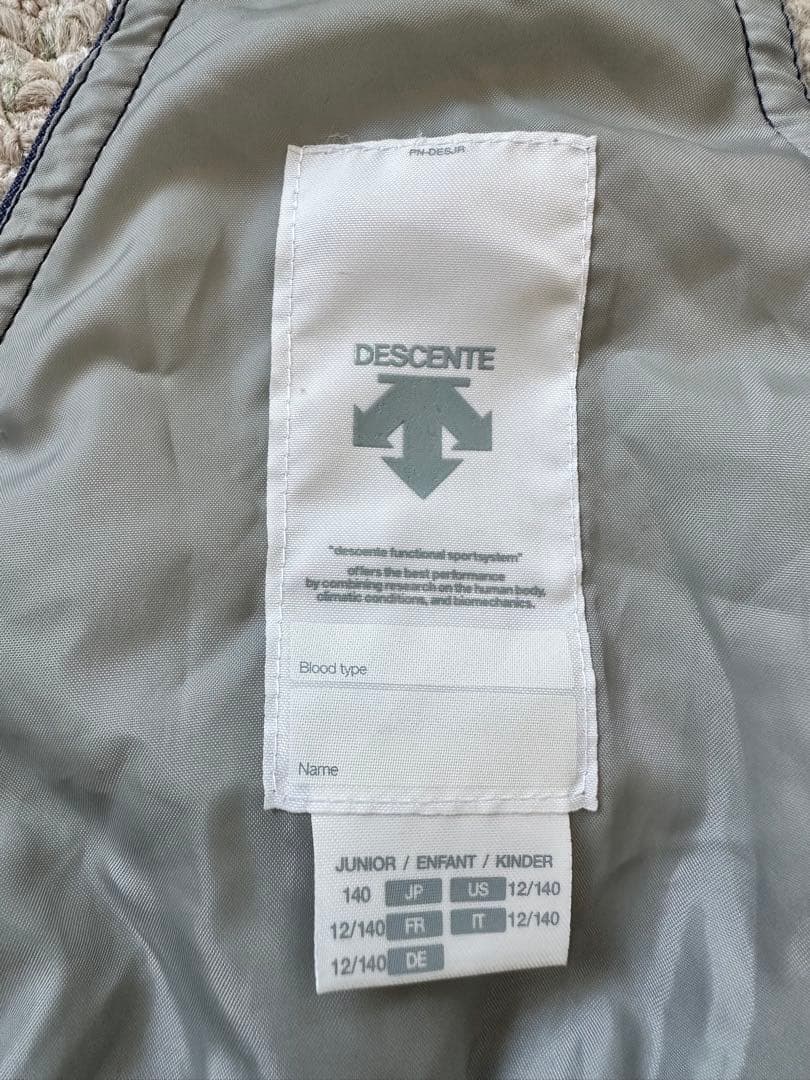 PN-DESJR
DESCENTE
"descente functional sportsystem"
offers the best performance
by combining research on the human body,
climatic conditions, and biomechanics.
Blood type
Name
JUNIOR / ENFANT / KINDER
140 JP US 12/140
12/140 FR IT 12/140
12/140 DE